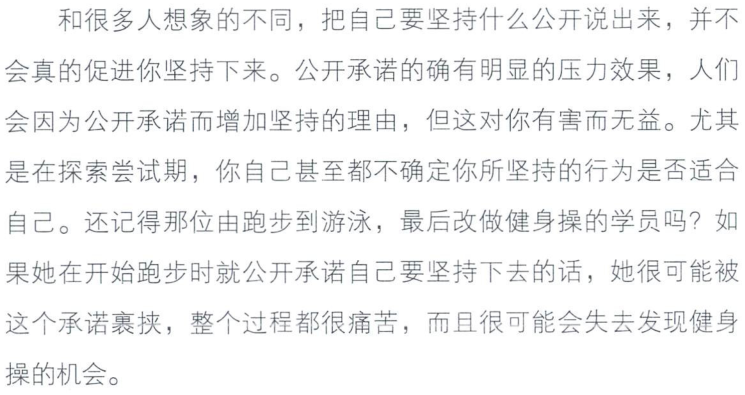 和很多人想象的不同，把自己要坚持什么公开说出来，并不
会真的促进你坚持下来。公开承诺的确有明显的压力效果，人们
会因为公开承诺而增加坚持的理由，但这对你有害而无益。尤其
是在探索尝试期，你自己甚至都不确定你所坚持的行为是否适合
自己。还记得那位由跑步到游泳，最后改做健身操的学员吗？如
果她在开始跑步时就公开承诺自己要坚持下去的话，她很可能被
这个承诺裹挟，整个过程都很痛苦，而且很可能会失去发现健身
操的机会。